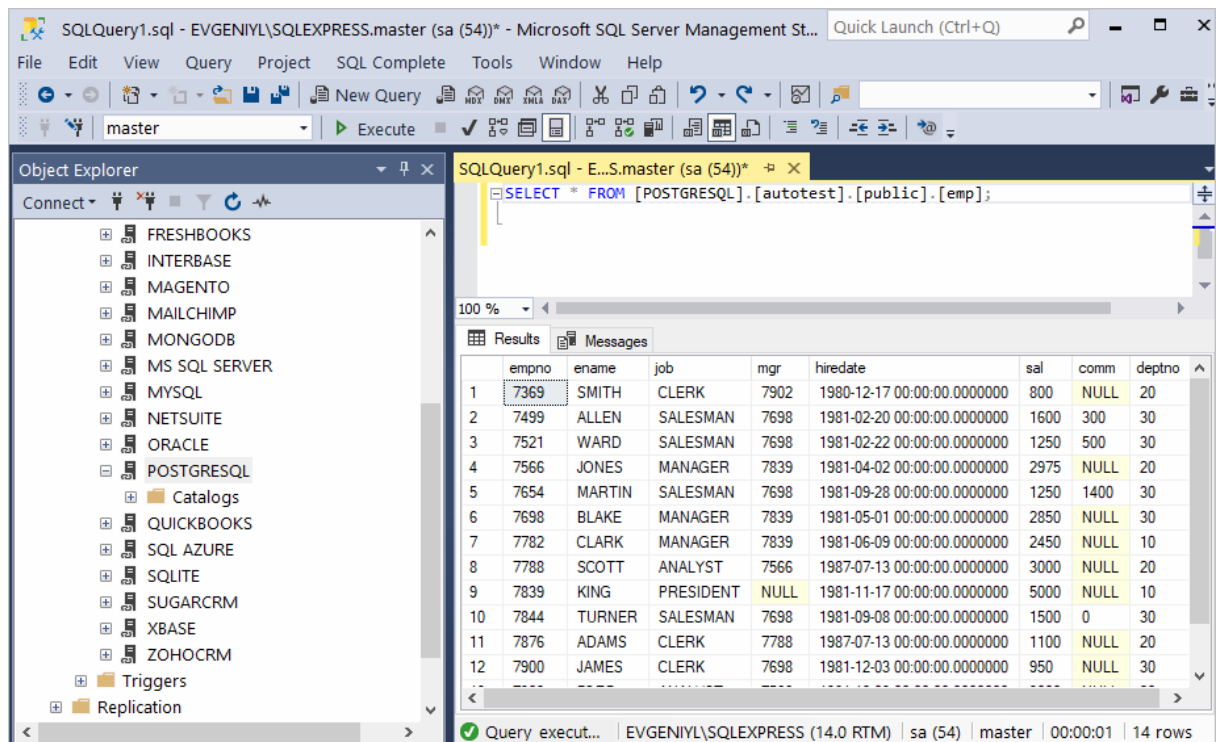 SQLQuery1.sql - EVGENIYL\SQLEXPRESS.master (sa (54))* - Microsoft SQL Server Management St...
Quick Launch (Ctrl+Q)
File Edit View Query Project SQL Complete Tools Window Help
New Query MDX DMX XMLA DAX
master Execute
Object Explorer
Connect
FRESHBOOKS
INTERBASE
MAGENTO
MAILCHIMP
MONGODB
MS SQL SERVER
MYSQL
NETSUITE
ORACLE
POSTGRESQL
Catalogs
QUICKBOOKS
SQL AZURE
SQLITE
SUGARCRM
XBASE
ZOHOCRM
Triggers
Replication
SQLQuery1.sql - E...S.master (sa (54))*
SELECT * FROM [POSTGRESQL].[autotest].[public].[emp];
100 %
Results Messages
empno ename job mgr hiredate sal comm deptno
1 7369 SMITH CLERK 7902 1980-12-17 00:00:00.0000000 800 NULL 20
2 7499 ALLEN SALESMAN 7698 1981-02-20 00:00:00.0000000 1600 300 30
3 7521 WARD SALESMAN 7698 1981-02-22 00:00:00.0000000 1250 500 30
4 7566 JONES MANAGER 7839 1981-04-02 00:00:00.0000000 2975 NULL 20
5 7654 MARTIN SALESMAN 7698 1981-09-28 00:00:00.0000000 1250 1400 30
6 7698 BLAKE MANAGER 7839 1981-05-01 00:00:00.0000000 2850 NULL 30
7 7782 CLARK MANAGER 7839 1981-06-09 00:00:00.0000000 2450 NULL 10
8 7788 SCOTT ANALYST 7566 1987-07-13 00:00:00.0000000 3000 NULL 20
9 7839 KING PRESIDENT NULL 1981-11-17 00:00:00.0000000 5000 NULL 10
10 7844 TURNER SALESMAN 7698 1981-09-08 00:00:00.0000000 1500 0 30
11 7876 ADAMS CLERK 7788 1987-07-13 00:00:00.0000000 1100 NULL 20
12 7900 JAMES CLERK 7698 1981-12-03 00:00:00.0000000 950 NULL 30
Query execut... EVGENIYL\SQLEXPRESS (14.0 RTM) sa (54) master 00:00:01 14 rows